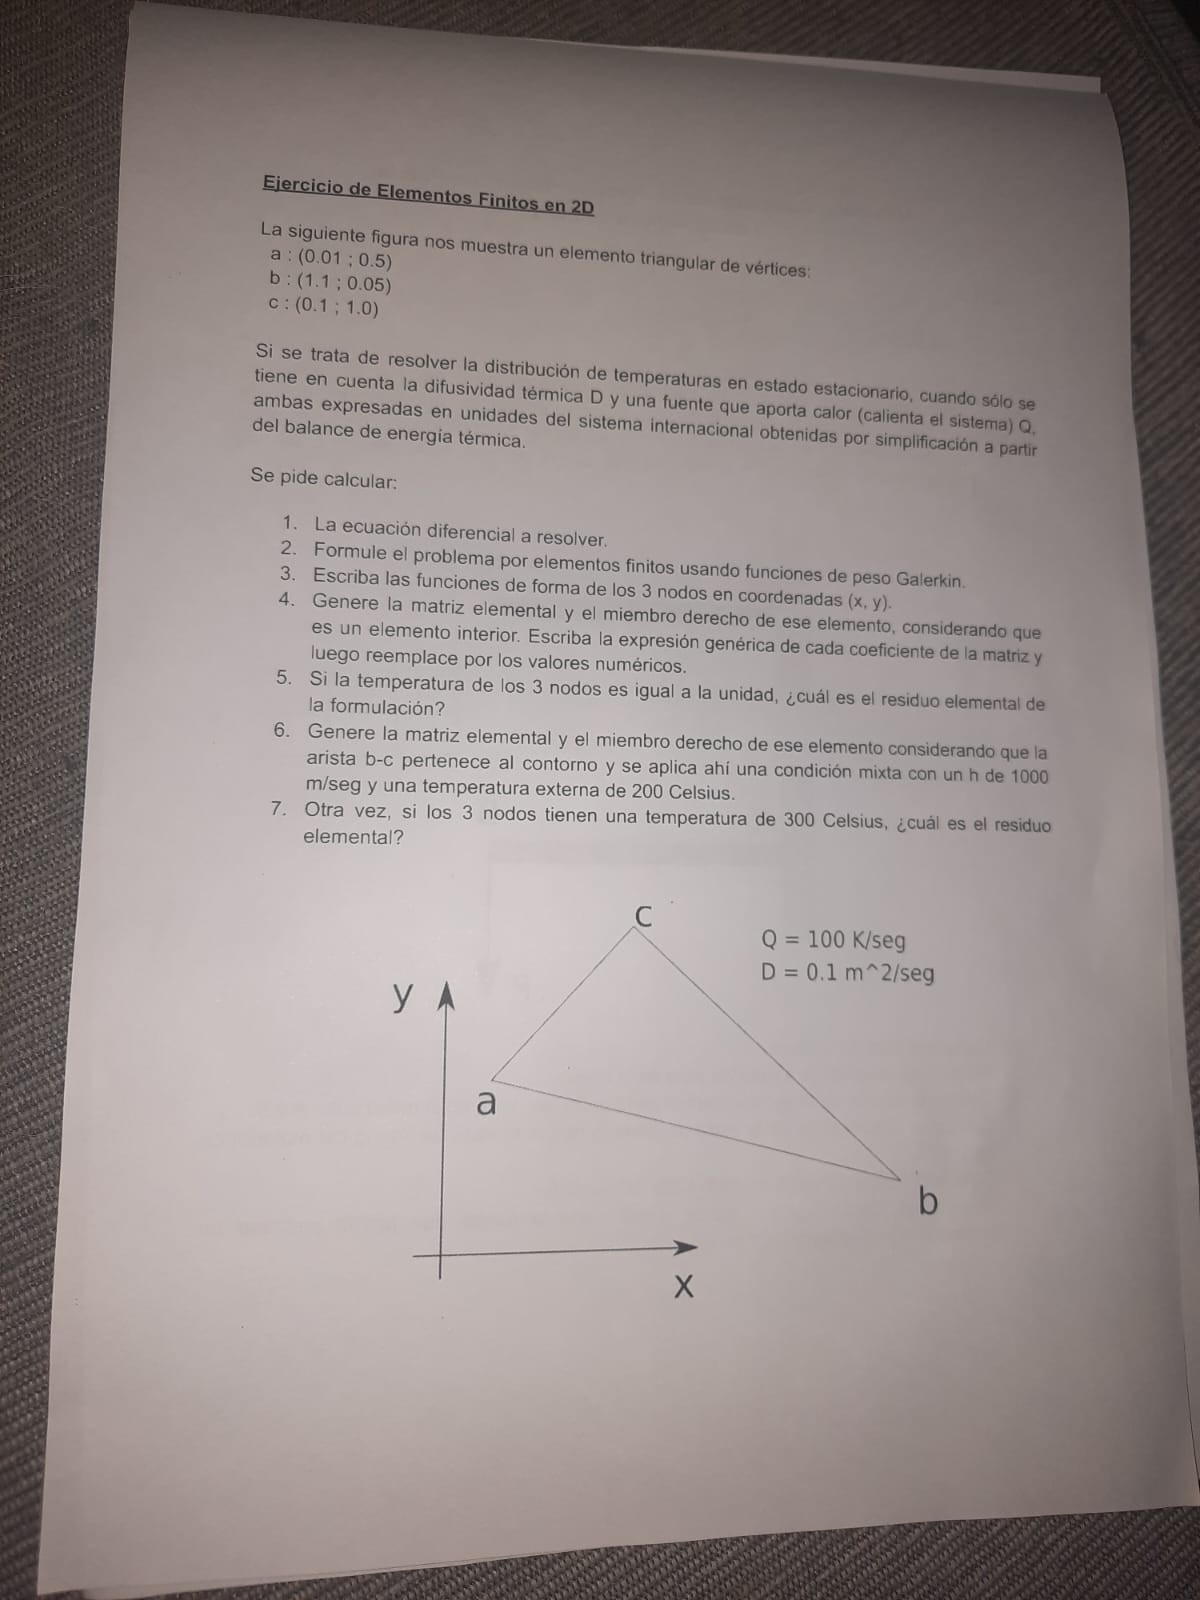 Ejercicio de Elementos Finitos en 2D
La siguiente figura nos muestra un elemento triangular de vértices:
a : (0.01 ; 0.5)
b : (1.1 ; 0.05)
c : (0.1 ; 1.0)
Si se trata de resolver la distribución de temperaturas en estado estacionario, cuando sólo se
tiene en cuenta la difusividad térmica D y una fuente que aporta calor (calienta el sistema) Q,
ambas expresadas en unidades del sistema internacional obtenidas por simplificación a partir
del balance de energía térmica.
Se pide calcular:
1. La ecuación diferencial a resolver.
2. Formule el problema por elementos finitos usando funciones de peso Galerkin.
3. Escriba las funciones de forma de los 3 nodos en coordenadas (x, y).
4. Genere la matriz elemental y el miembro derecho de ese elemento, considerando que
es un elemento interior. Escriba la expresión genérica de cada coeficiente de la matriz y
luego reemplace por los valores numéricos.
5. Si la temperatura de los 3 nodos es igual a la unidad, ¿cuál es el residuo elemental de
la formulación?
6. Genere la matriz elemental y el miembro derecho de ese elemento considerando que la
arista b-c pertenece al contorno y se aplica ahí una condición mixta con un h de 1000
m/seg y una temperatura externa de 200 Celsius.
7. Otra vez, si los 3 nodos tienen una temperatura de 300 Celsius, ¿cuál es el residuo
elemental?
c
Q = 100 K/seg
D = 0.1 m^2/seg
y
a
b
x